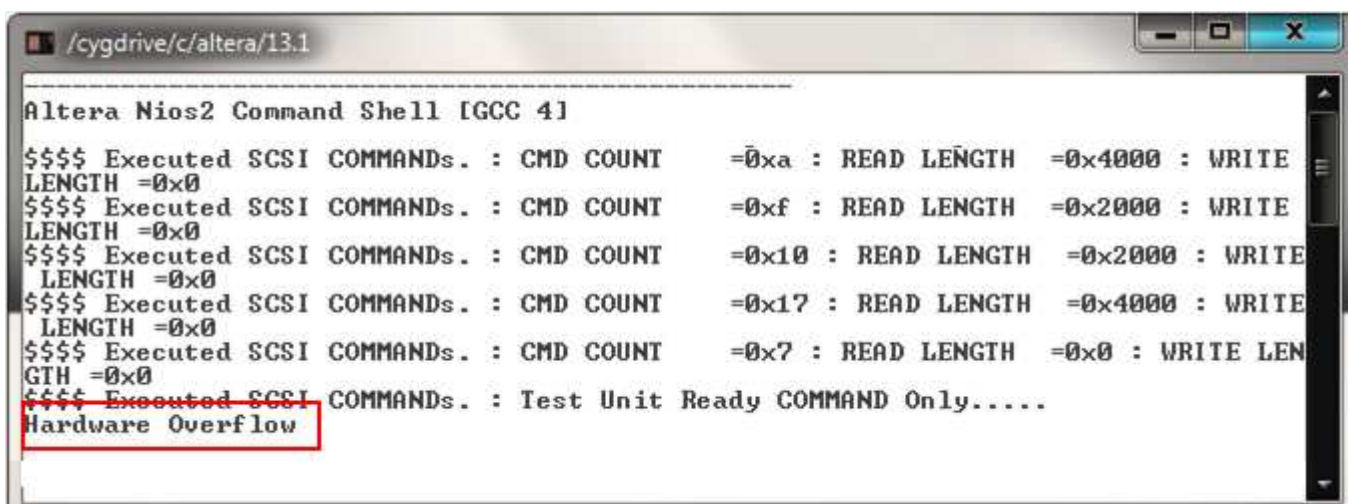 /cygdrive/c/altera/13.1
----------------------------------------------------
Altera Nios2 Command Shell [GCC 4]
$$$$ Executed SCSI COMMANDs. : CMD COUNT    =0xa : READ LENGTH  =0x4000 : WRITE
LENGTH =0x0
$$$$ Executed SCSI COMMANDs. : CMD COUNT    =0xf : READ LENGTH  =0x2000 : WRITE
LENGTH =0x0
$$$$ Executed SCSI COMMANDs. : CMD COUNT    =0x10 : READ LENGTH  =0x2000 : WRITE
 LENGTH =0x0
$$$$ Executed SCSI COMMANDs. : CMD COUNT    =0x17 : READ LENGTH  =0x4000 : WRITE
 LENGTH =0x0
$$$$ Executed SCSI COMMANDs. : CMD COUNT    =0x7 : READ LENGTH  =0x0 : WRITE LEN
GTH =0x0
$$$$ Executed SCSI COMMANDs. : Test Unit Ready COMMAND Only.....
Hardware Overflow